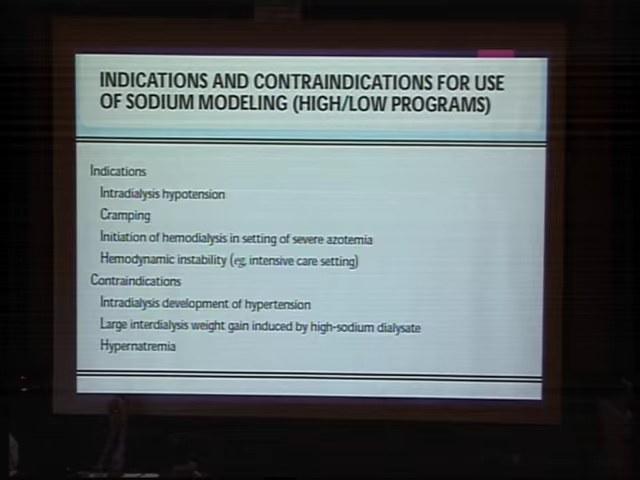 INDICATIONS AND CONTRAINDICATIONS FOR USE
OF SODIUM MODELING (HIGH/LOW PROGRAMS)
Indications
Intradialysis hypotension
Cramping
Initiation of hemodialysis in setting of severe azotemia
Hemodynamic instability (eg, intensive care setting)
Contraindications
Intradialysis development of hypertension
Large interdialysis weight gain induced by high-sodium dialysate
Hypernatremia